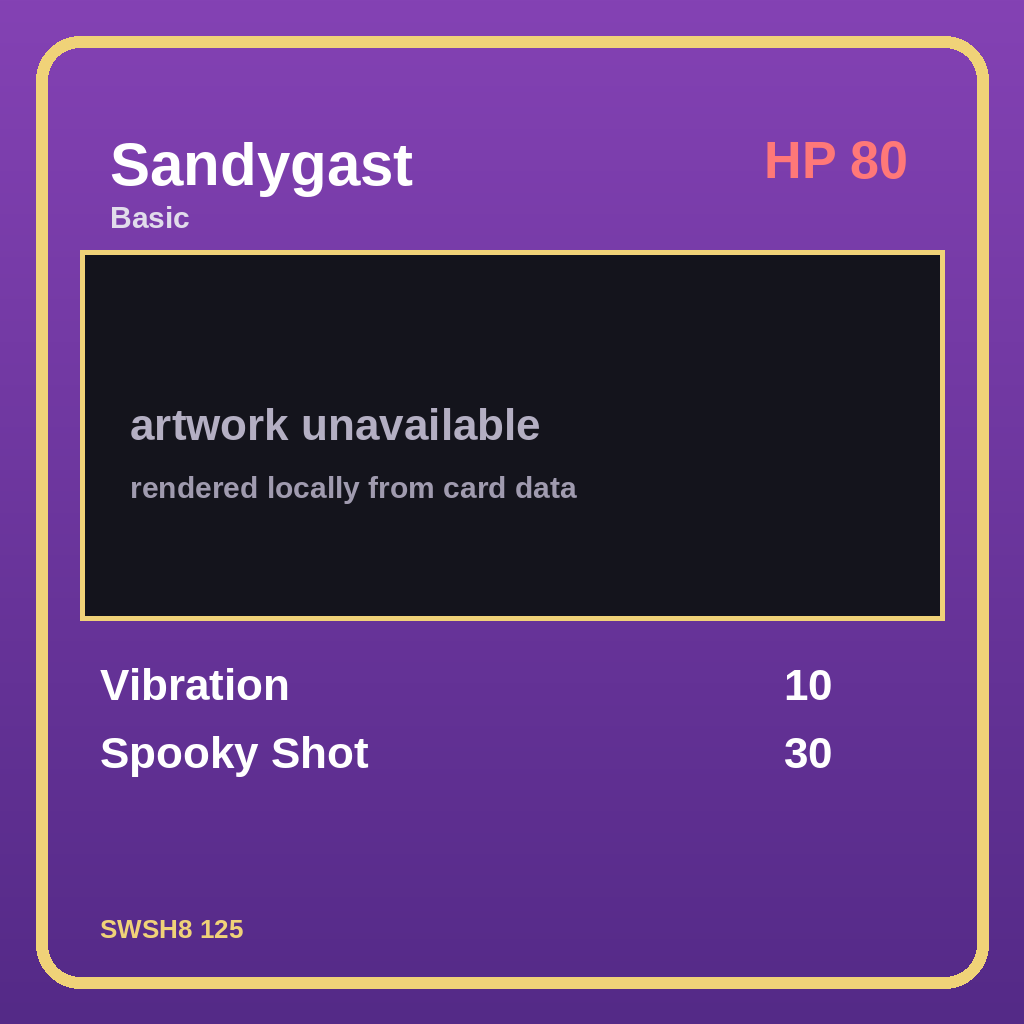 Sandygast
HP 80
Basic
artwork unavailable
rendered locally from card data
Vibration 10
Spooky Shot 30
SWSH8 125